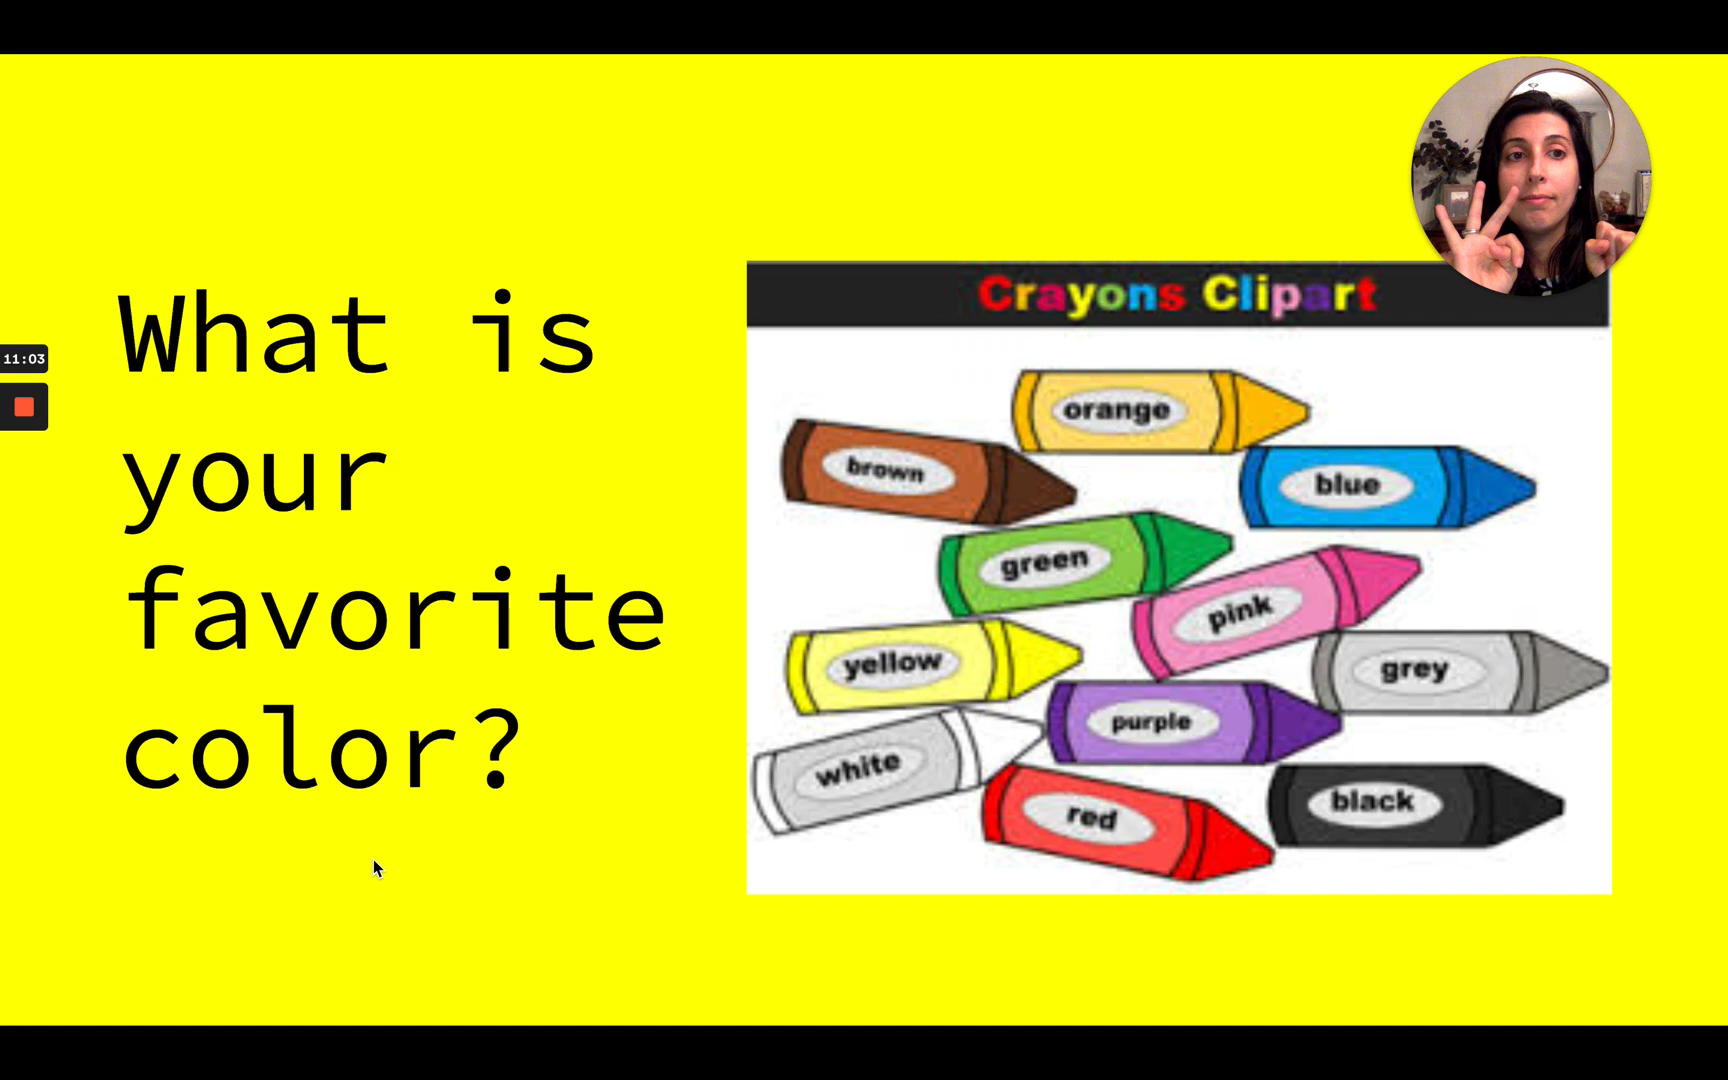 What is
your
favorite
color?
Crayons Clipart
orange
brown
blue
green
pink
yellow
grey
purple
white
red
black
11:03